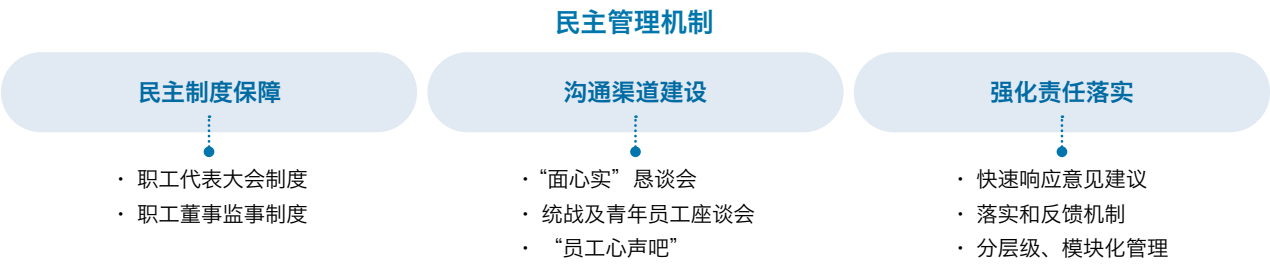 民主管理机制
民主制度保障
· 职工代表大会制度
· 职工董事监事制度
沟通渠道建设
· “面心实”恳谈会
· 统战及青年员工座谈会
· “员工心声吧”
强化责任落实
· 快速响应意见建议
· 落实和反馈机制
· 分层级、模块化管理